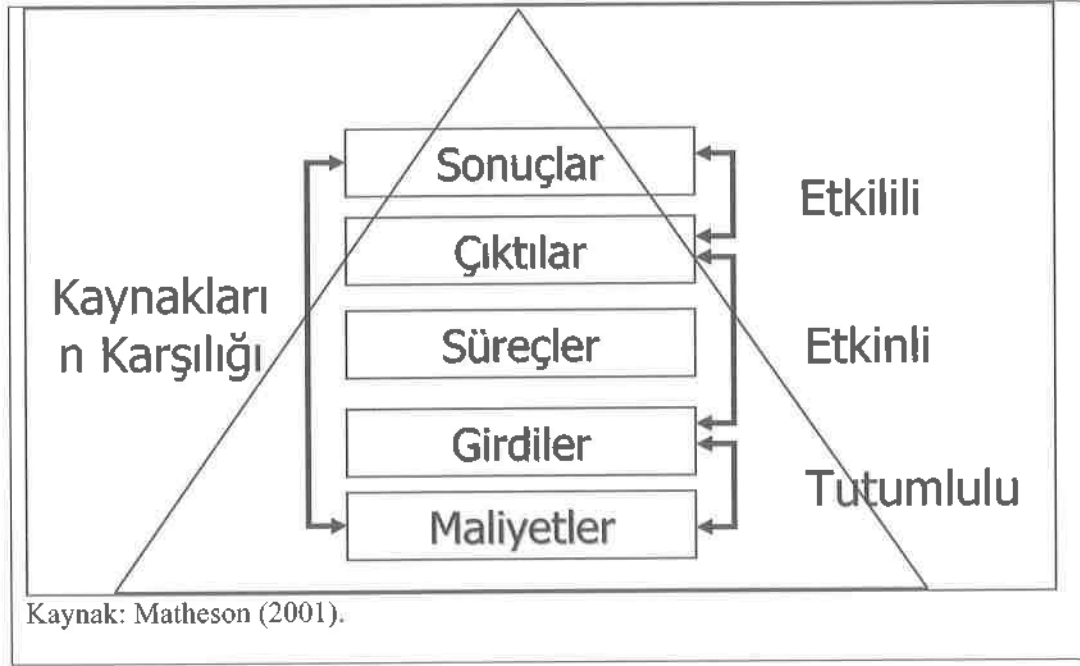 Sonuçlar
Etkilili
Çıktılar
Kaynakları
n Karşılığı
Süreçler
Etkinli
Girdiler
Tutumlulu
Maliyetler
Kaynak: Matheson (2001).